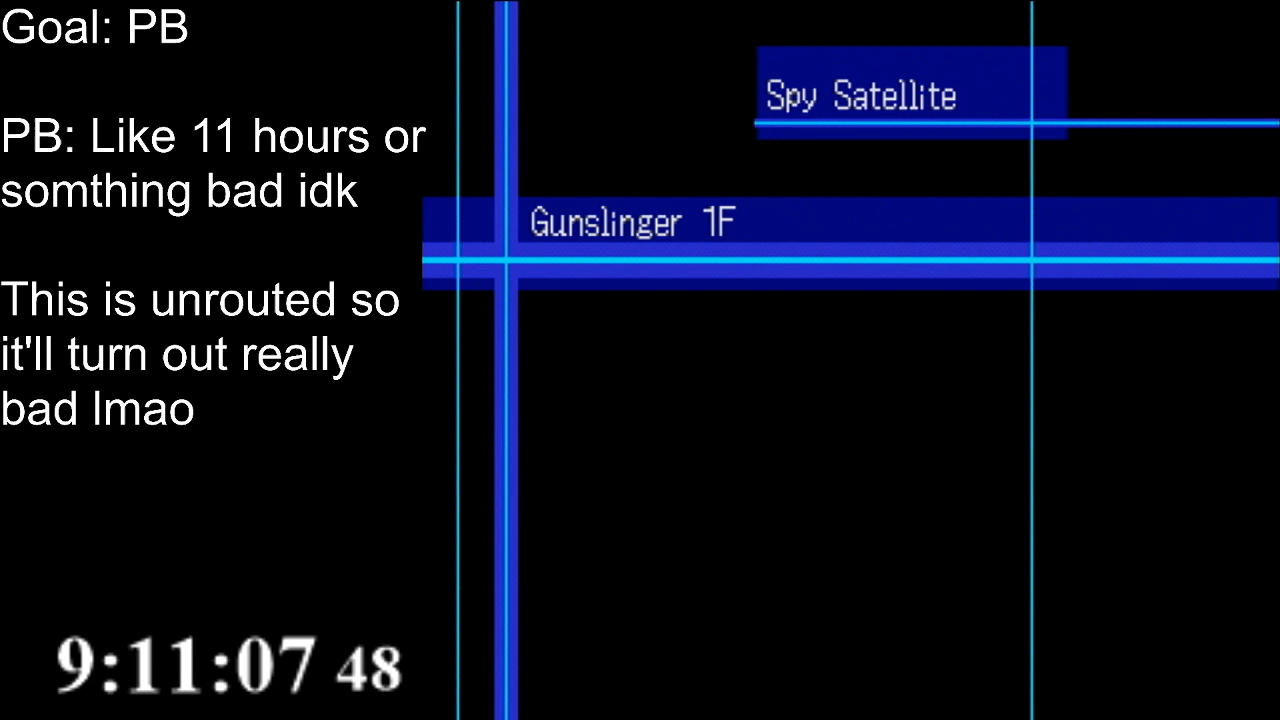 Goal: PB
PB: Like 11 hours or
somthing bad idk
This is unrouted so
it'll turn out really
bad lmao
9:11:07 48
Spy Satellite
Gunslinger 1F